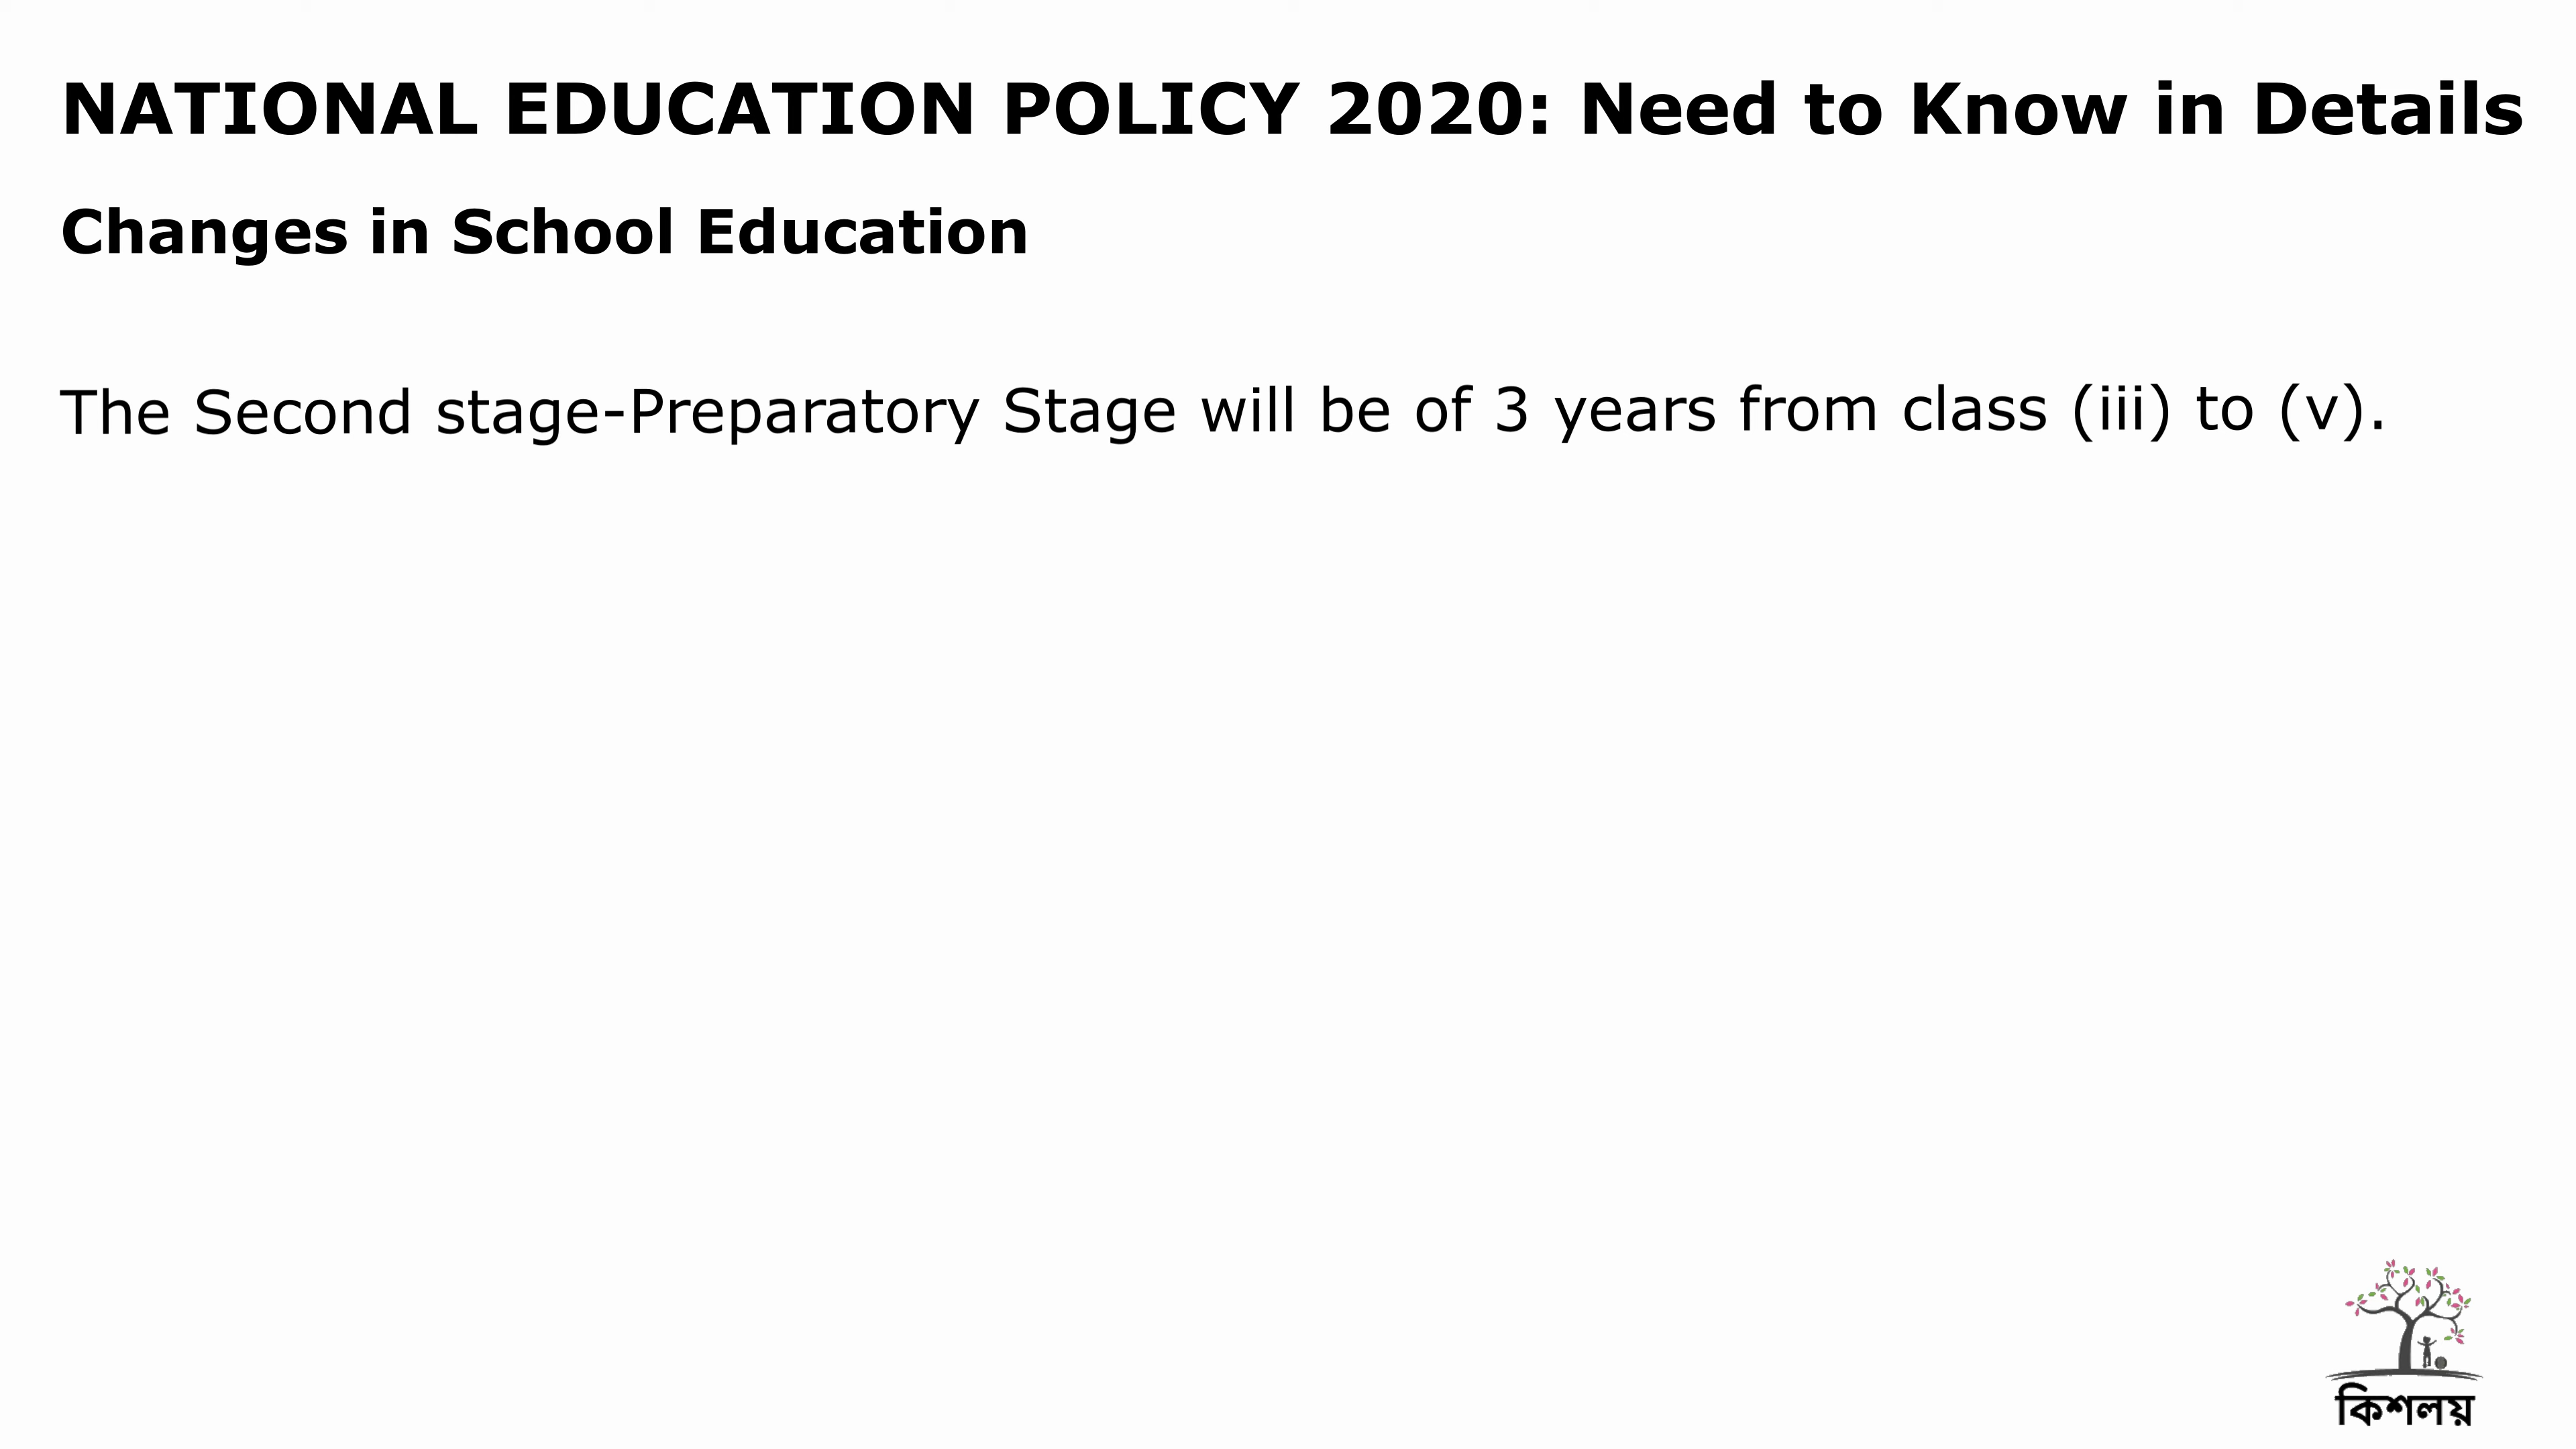 NATIONAL EDUCATION POLICY 2020: Need to Know in Details
Changes in School Education
The Second stage-Preparatory Stage will be of 3 years from class (iii) to (v).
কিশলয়